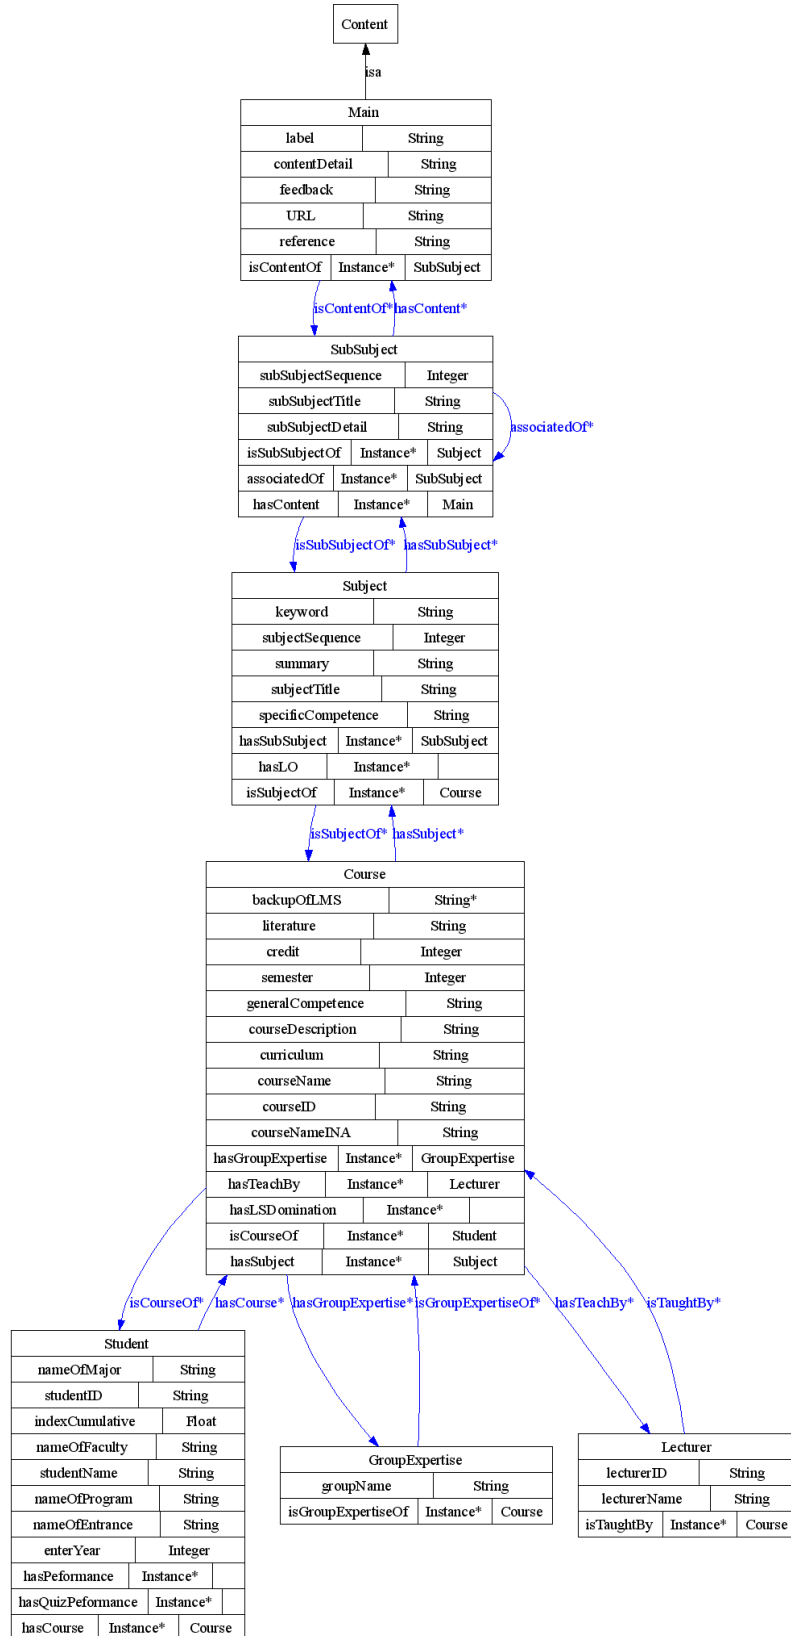 Content
isa
Main
label String
contentDetail String
feedback String
URL String
reference String
isContentOf Instance* SubSubject
isContentOf* hasContent*
SubSubject
subSubjectSequence Integer
subSubjectTitle String
subSubjectDetail String
isSubSubjectOf Instance* Subject
associatedOf Instance* SubSubject
hasContent Instance* Main
associatedOf*
isSubSubjectOf* hasSubSubject*
Subject
keyword String
subjectSequence Integer
summary String
subjectTitle String
specificCompetence String
hasSubSubject Instance* SubSubject
hasLO Instance*
isSubjectOf Instance* Course
isSubjectOf* hasSubject*
Course
backupOfLMS String*
literature String
credit Integer
semester Integer
generalCompetence String
courseDescription String
curriculum String
courseName String
courseID String
courseNameINA String
hasGroupExpertise Instance* GroupExpertise
hasTeachBy Instance* Lecturer
hasLSDomination Instance*
isCourseOf Instance* Student
hasSubject Instance* Subject
isCourseOf* hasCourse* hasGroupExpertise* isGroupExpertiseOf* hasTeachBy* isTaughtBy*
Student
nameOfMajor String
studentID String
indexCumulative Float
nameOfFaculty String
studentName String
nameOfProgram String
nameOfEntrance String
enterYear Integer
hasPeformance Instance*
hasQuizPeformance Instance*
hasCourse Instance* Course
GroupExpertise
groupName String
isGroupExpertiseOf Instance* Course
Lecturer
lecturerID String
lecturerName String
isTaughtBy Instance* Course